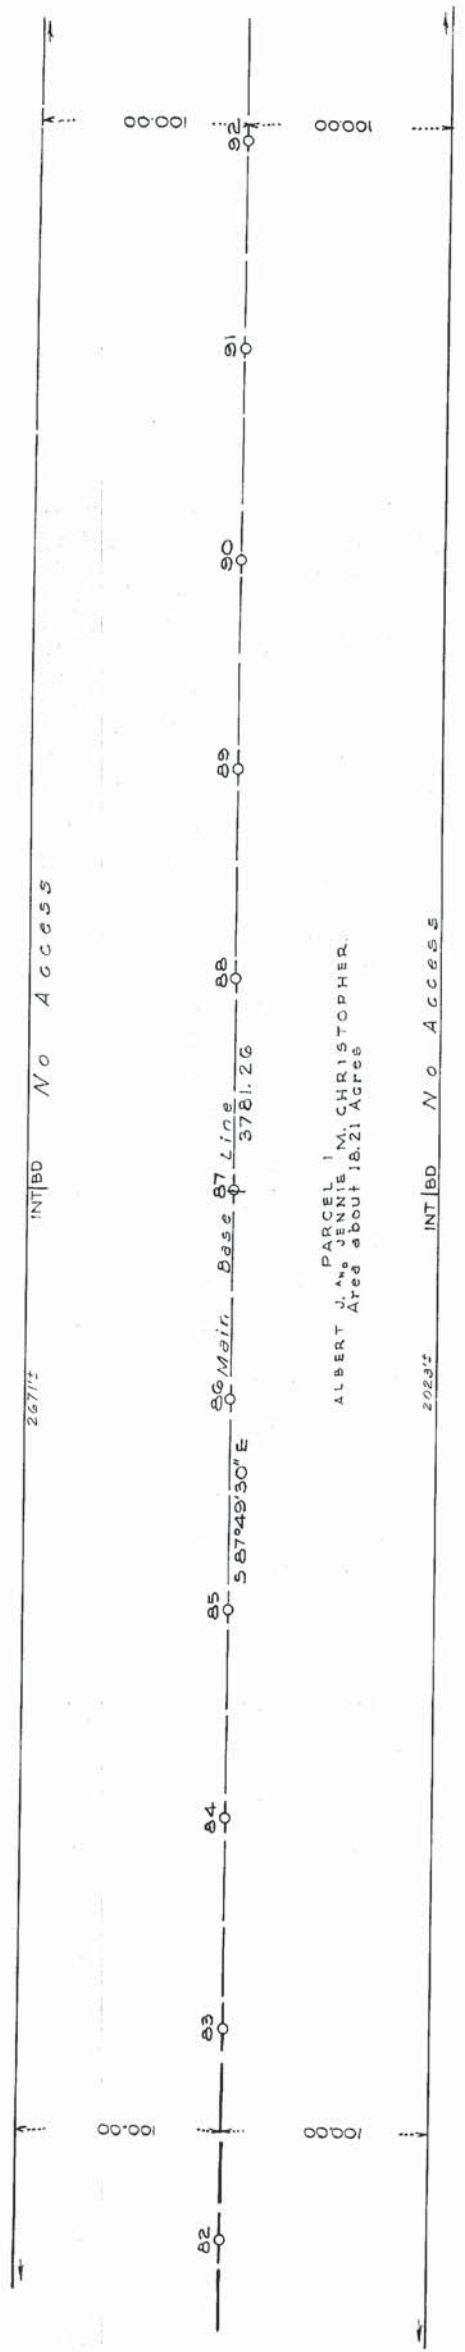 100.00
100.00
92
91
90
89
88
87
86
85
84
83
82
INT|BD
No Access
2671'±
Main Base Line
3781.26
S 87°49'30" E
PARCEL 1
ALBERT J. AND JENNIE M. CHRISTOPHER.
Area about 18.21 Acres
2023'±
INT|BD
No Access
100.00
100.00